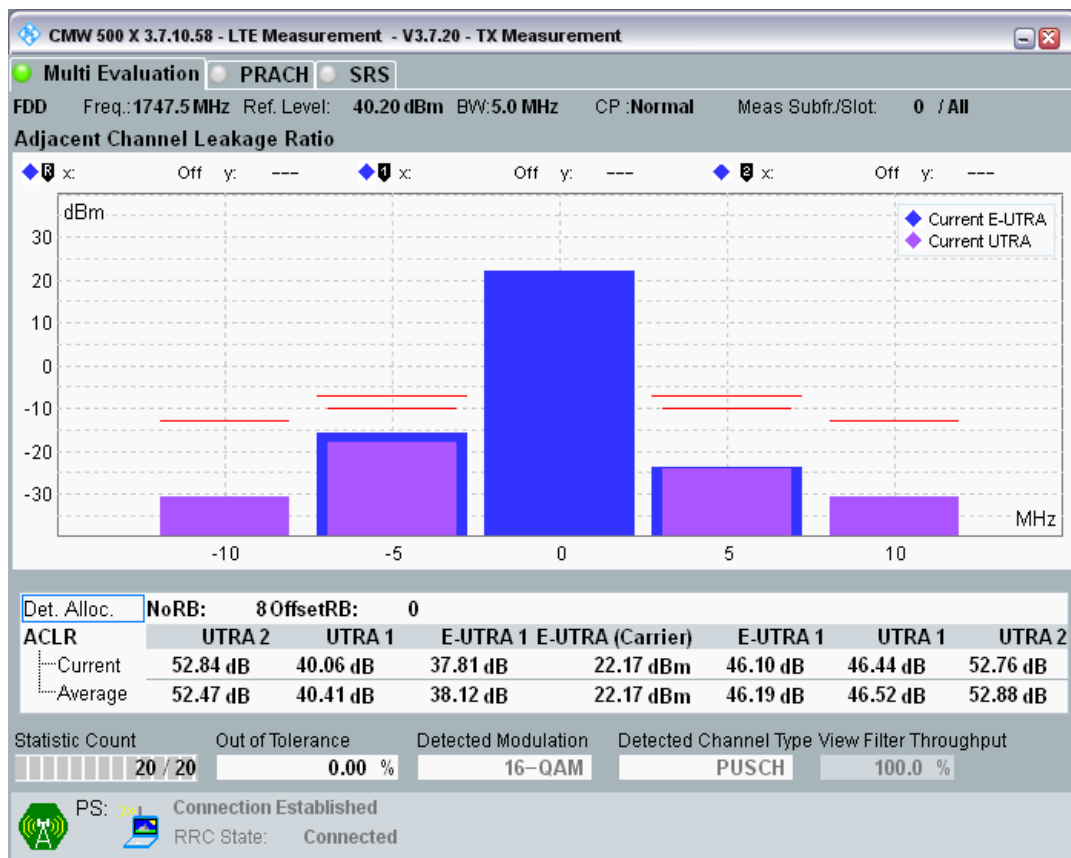 CMW 500 X 3.7.10.58 - LTE Measurement - V3.7.20 - TX Measurement
Multi Evaluation PRACH SRS
FDD Freq.:1747.5 MHz Ref. Level: 40.20 dBm BW:5.0 MHz CP :Normal Meas Subfr./Slot: 0 / All
Adjacent Channel Leakage Ratio
R x: Off y: --- 1 x: Off y: --- 2 x: Off y: ---
dBm
Current E-UTRA
Current UTRA
30
20
10
0
-10
-20
-30
MHz
-10 -5 0 5 10
Det. Alloc. NoRB: 8 OffsetRB: 0
ACLR UTRA 2 UTRA 1 E-UTRA 1 E-UTRA (Carrier) E-UTRA 1 UTRA 1 UTRA 2
Current 52.84 dB 40.06 dB 37.81 dB 22.17 dBm 46.10 dB 46.44 dB 52.76 dB
Average 52.47 dB 40.41 dB 38.12 dB 22.17 dBm 46.19 dB 46.52 dB 52.88 dB
Statistic Count Out of Tolerance Detected Modulation Detected Channel Type View Filter Throughput
20 / 20 0.00 % 16-QAM PUSCH 100.0 %
PS: Connection Established
RRC State: Connected